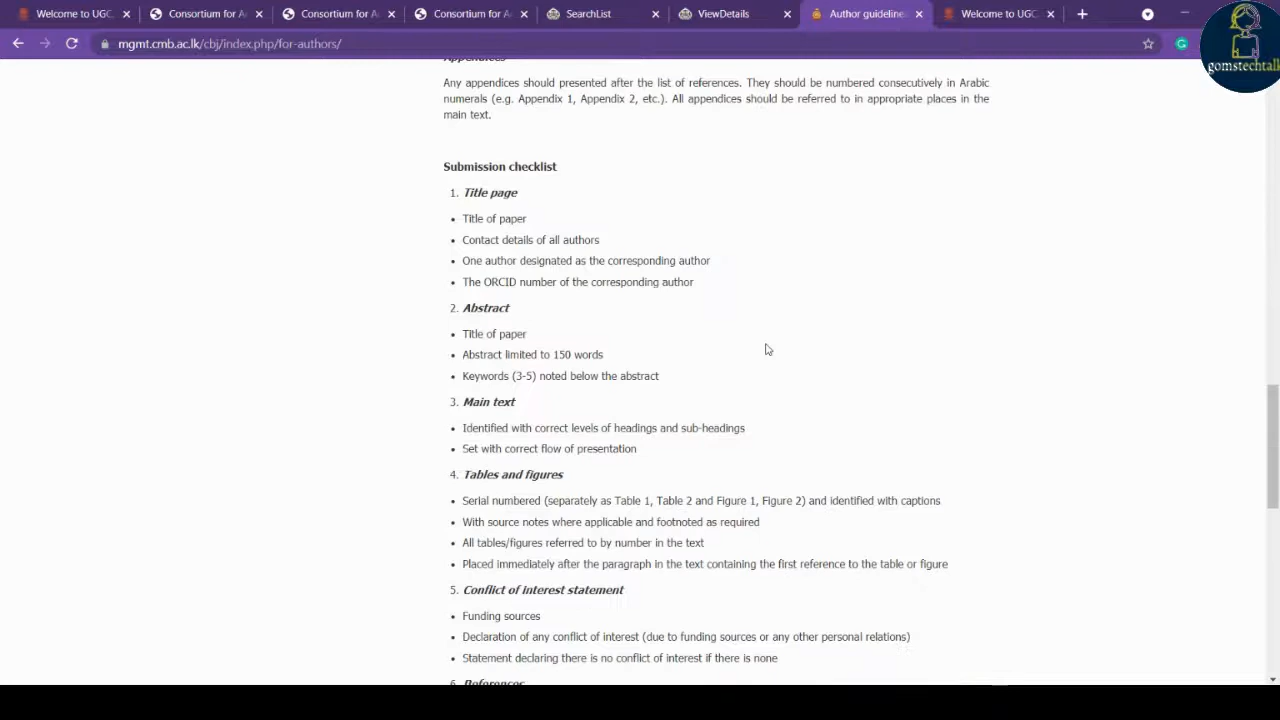 Welcome to UGC,
Consortium for Ac
Consortium for Ac
Consortium for Ac
SearchList
ViewDetails
Author guideline
Welcome to UGC
mgmt.cmb.ac.lk/cbj/index.php/for-authors/
gomstechtalk
Appendices
Any appendices should presented after the list of references. They should be numbered consecutively in Arabic
numerals (e.g. Appendix 1, Appendix 2, etc.). All appendices should be referred to in appropriate places in the
main text.
Submission checklist
1. Title page
• Title of paper
• Contact details of all authors
• One author designated as the corresponding author
• The ORCID number of the corresponding author
2. Abstract
• Title of paper
• Abstract limited to 150 words
• Keywords (3-5) noted below the abstract
3. Main text
• Identified with correct levels of headings and sub-headings
• Set with correct flow of presentation
4. Tables and figures
• Serial numbered (separately as Table 1, Table 2 and Figure 1, Figure 2) and identified with captions
• With source notes where applicable and footnoted as required
• All tables/figures referred to by number in the text
• Placed immediately after the paragraph in the text containing the first reference to the table or figure
5. Conflict of interest statement
• Funding sources
• Declaration of any conflict of interest (due to funding sources or any other personal relations)
• Statement declaring there is no conflict of interest if there is none
6. References